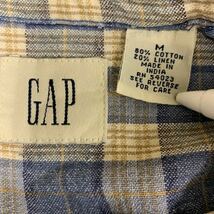 GAP
M
80% COTTON
20% LINEN
MADE IN
INDIA
RN 54023
SEE REVERSE
FOR CARE